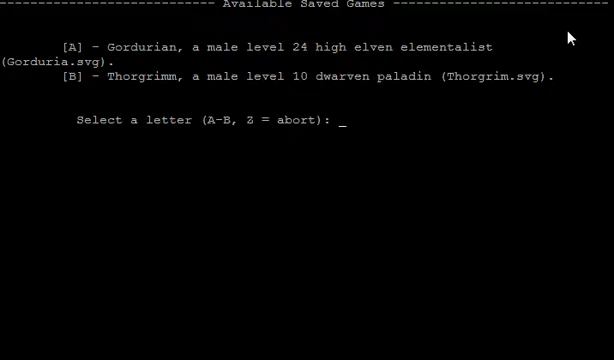 ---------------------------- Available Saved Games ----------------------------
[A] - Gordurian, a male level 24 high elven elementalist
(Gorduria.svg).
[B] - Thorgrimm, a male level 10 dwarven paladin (Thorgrim.svg).
Select a letter (A-B, Z = abort): _